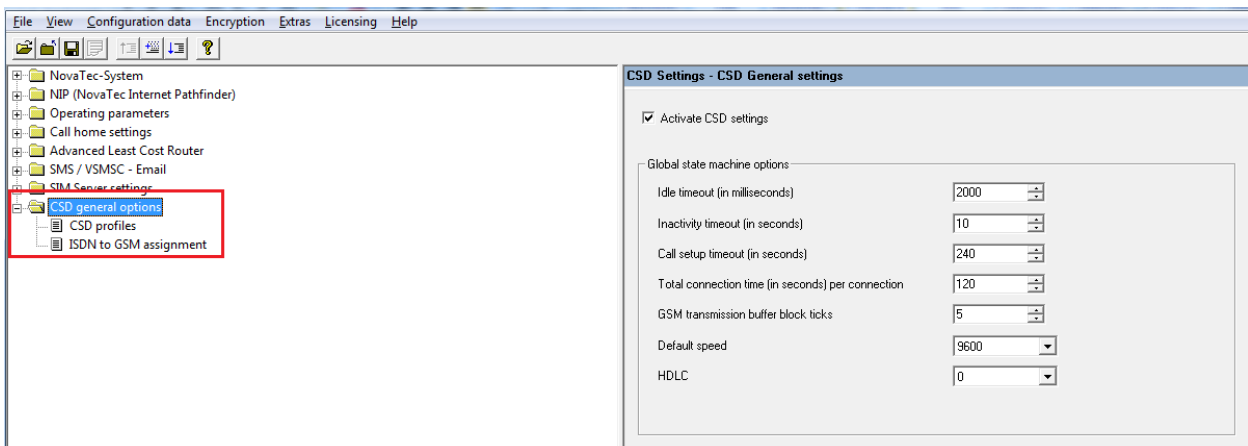 File View Configuration data Encryption Extras Licensing Help
NovaTec-System
NIP (NovaTec Internet Pathfinder)
Operating parameters
Call home settings
Advanced Least Cost Router
SMS / VSMSC - Email
SIM Server settings
CSD general options
CSD profiles
ISDN to GSM assignment
CSD Settings - CSD General settings
Activate CSD settings
Global state machine options
Idle timeout (in milliseconds) 2000
Inactivity timeout (in seconds) 10
Call setup timeout (in seconds) 240
Total connection time (in seconds) per connection 120
GSM transmission buffer block ticks 5
Default speed 9600
HDLC 0